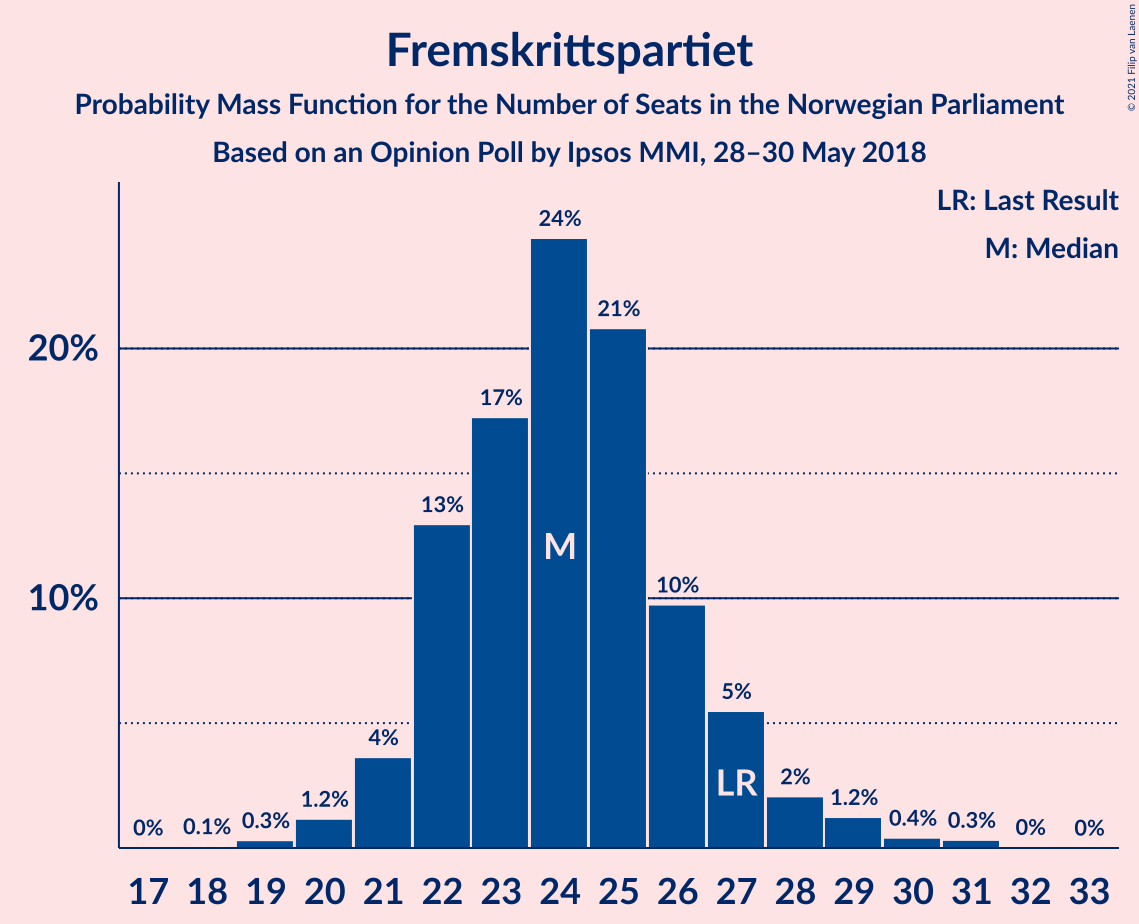 Fremskrittspartiet
Probability Mass Function for the Number of Seats in the Norwegian Parliament
Based on an Opinion Poll by Ipsos MMI, 28–30 May 2018
© 2021 Filip van Laenen
LR: Last Result
M: Median
20%
10%
0% 0.1% 0.3% 1.2% 4% 13% 17% 24% 21% 10% 5% 2% 1.2% 0.4% 0.3% 0% 0%
M
LR
17 18 19 20 21 22 23 24 25 26 27 28 29 30 31 32 33